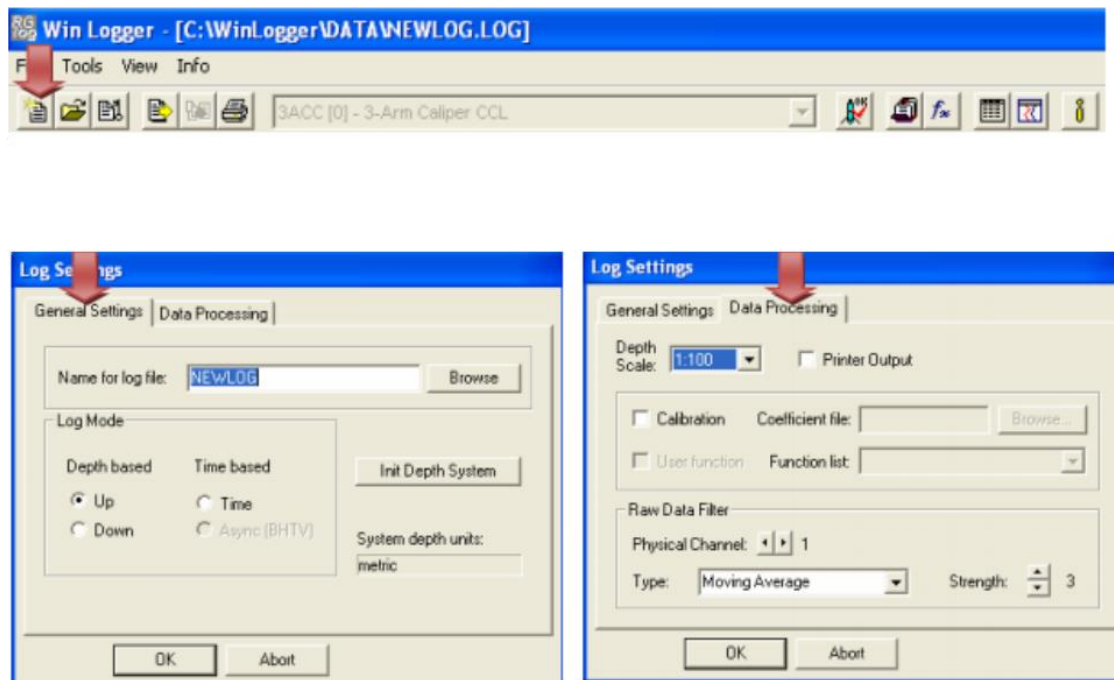 RG log Win Logger - [C:\WinLogger\DATA\NEWLOG.LOG]
Tools View Info
3ACC [0] - 3-Arm Caliper CCL
Log Settings
General Settings Data Processing
Name for log file: NEWLOG Browse
Log Mode
Depth based Time based Init Depth System
Up Time
Down Async (BHTV) System depth units:
metric
OK Abort
Log Settings
General Settings Data Processing
Depth Scale: 1:100 Printer Output
Calibration Coefficient file: Browse...
User function Function list:
Raw Data Filter
Physical Channel: 1
Type: Moving Average Strength: 3
OK Abort